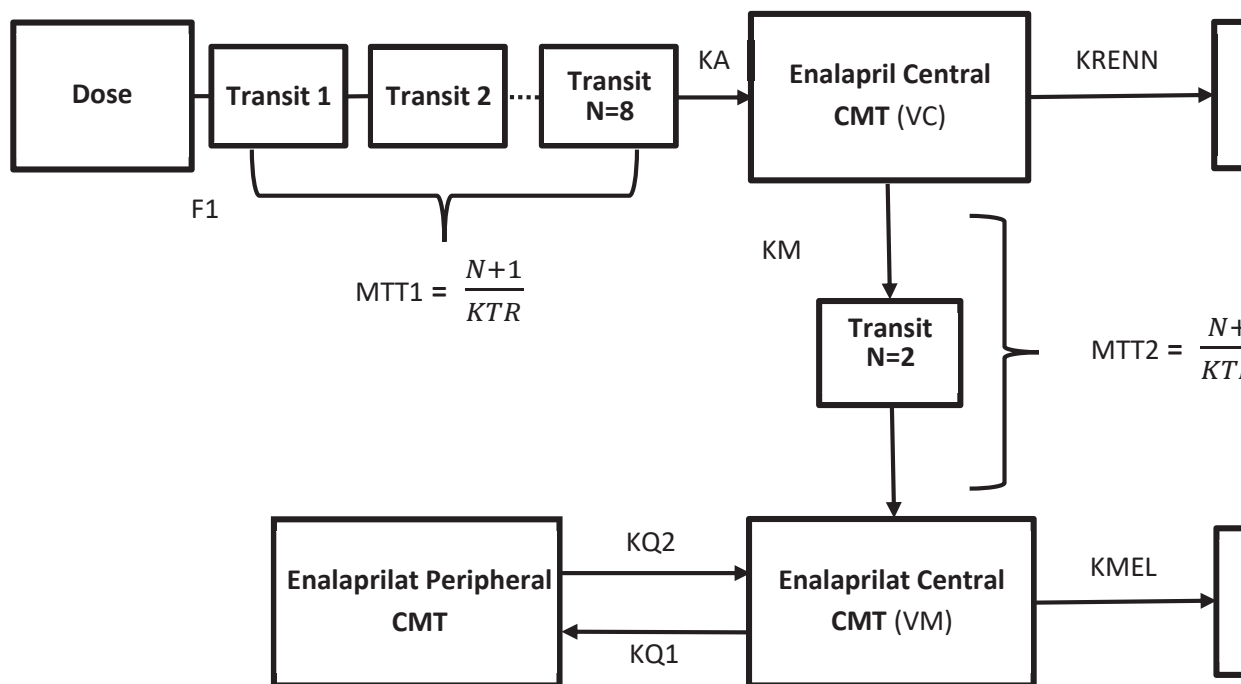 Dose
Transit 1
Transit 2
Transit
N=8
KA
Enalapril Central
CMT (VC)
KRENN
F1
MTT1 = N+1
KTR
KM
Transit
N=2
MTT2 =
Enalaprilat Peripheral
CMT
KQ2
KQ1
Enalaprilat Central
CMT (VM)
KMEL